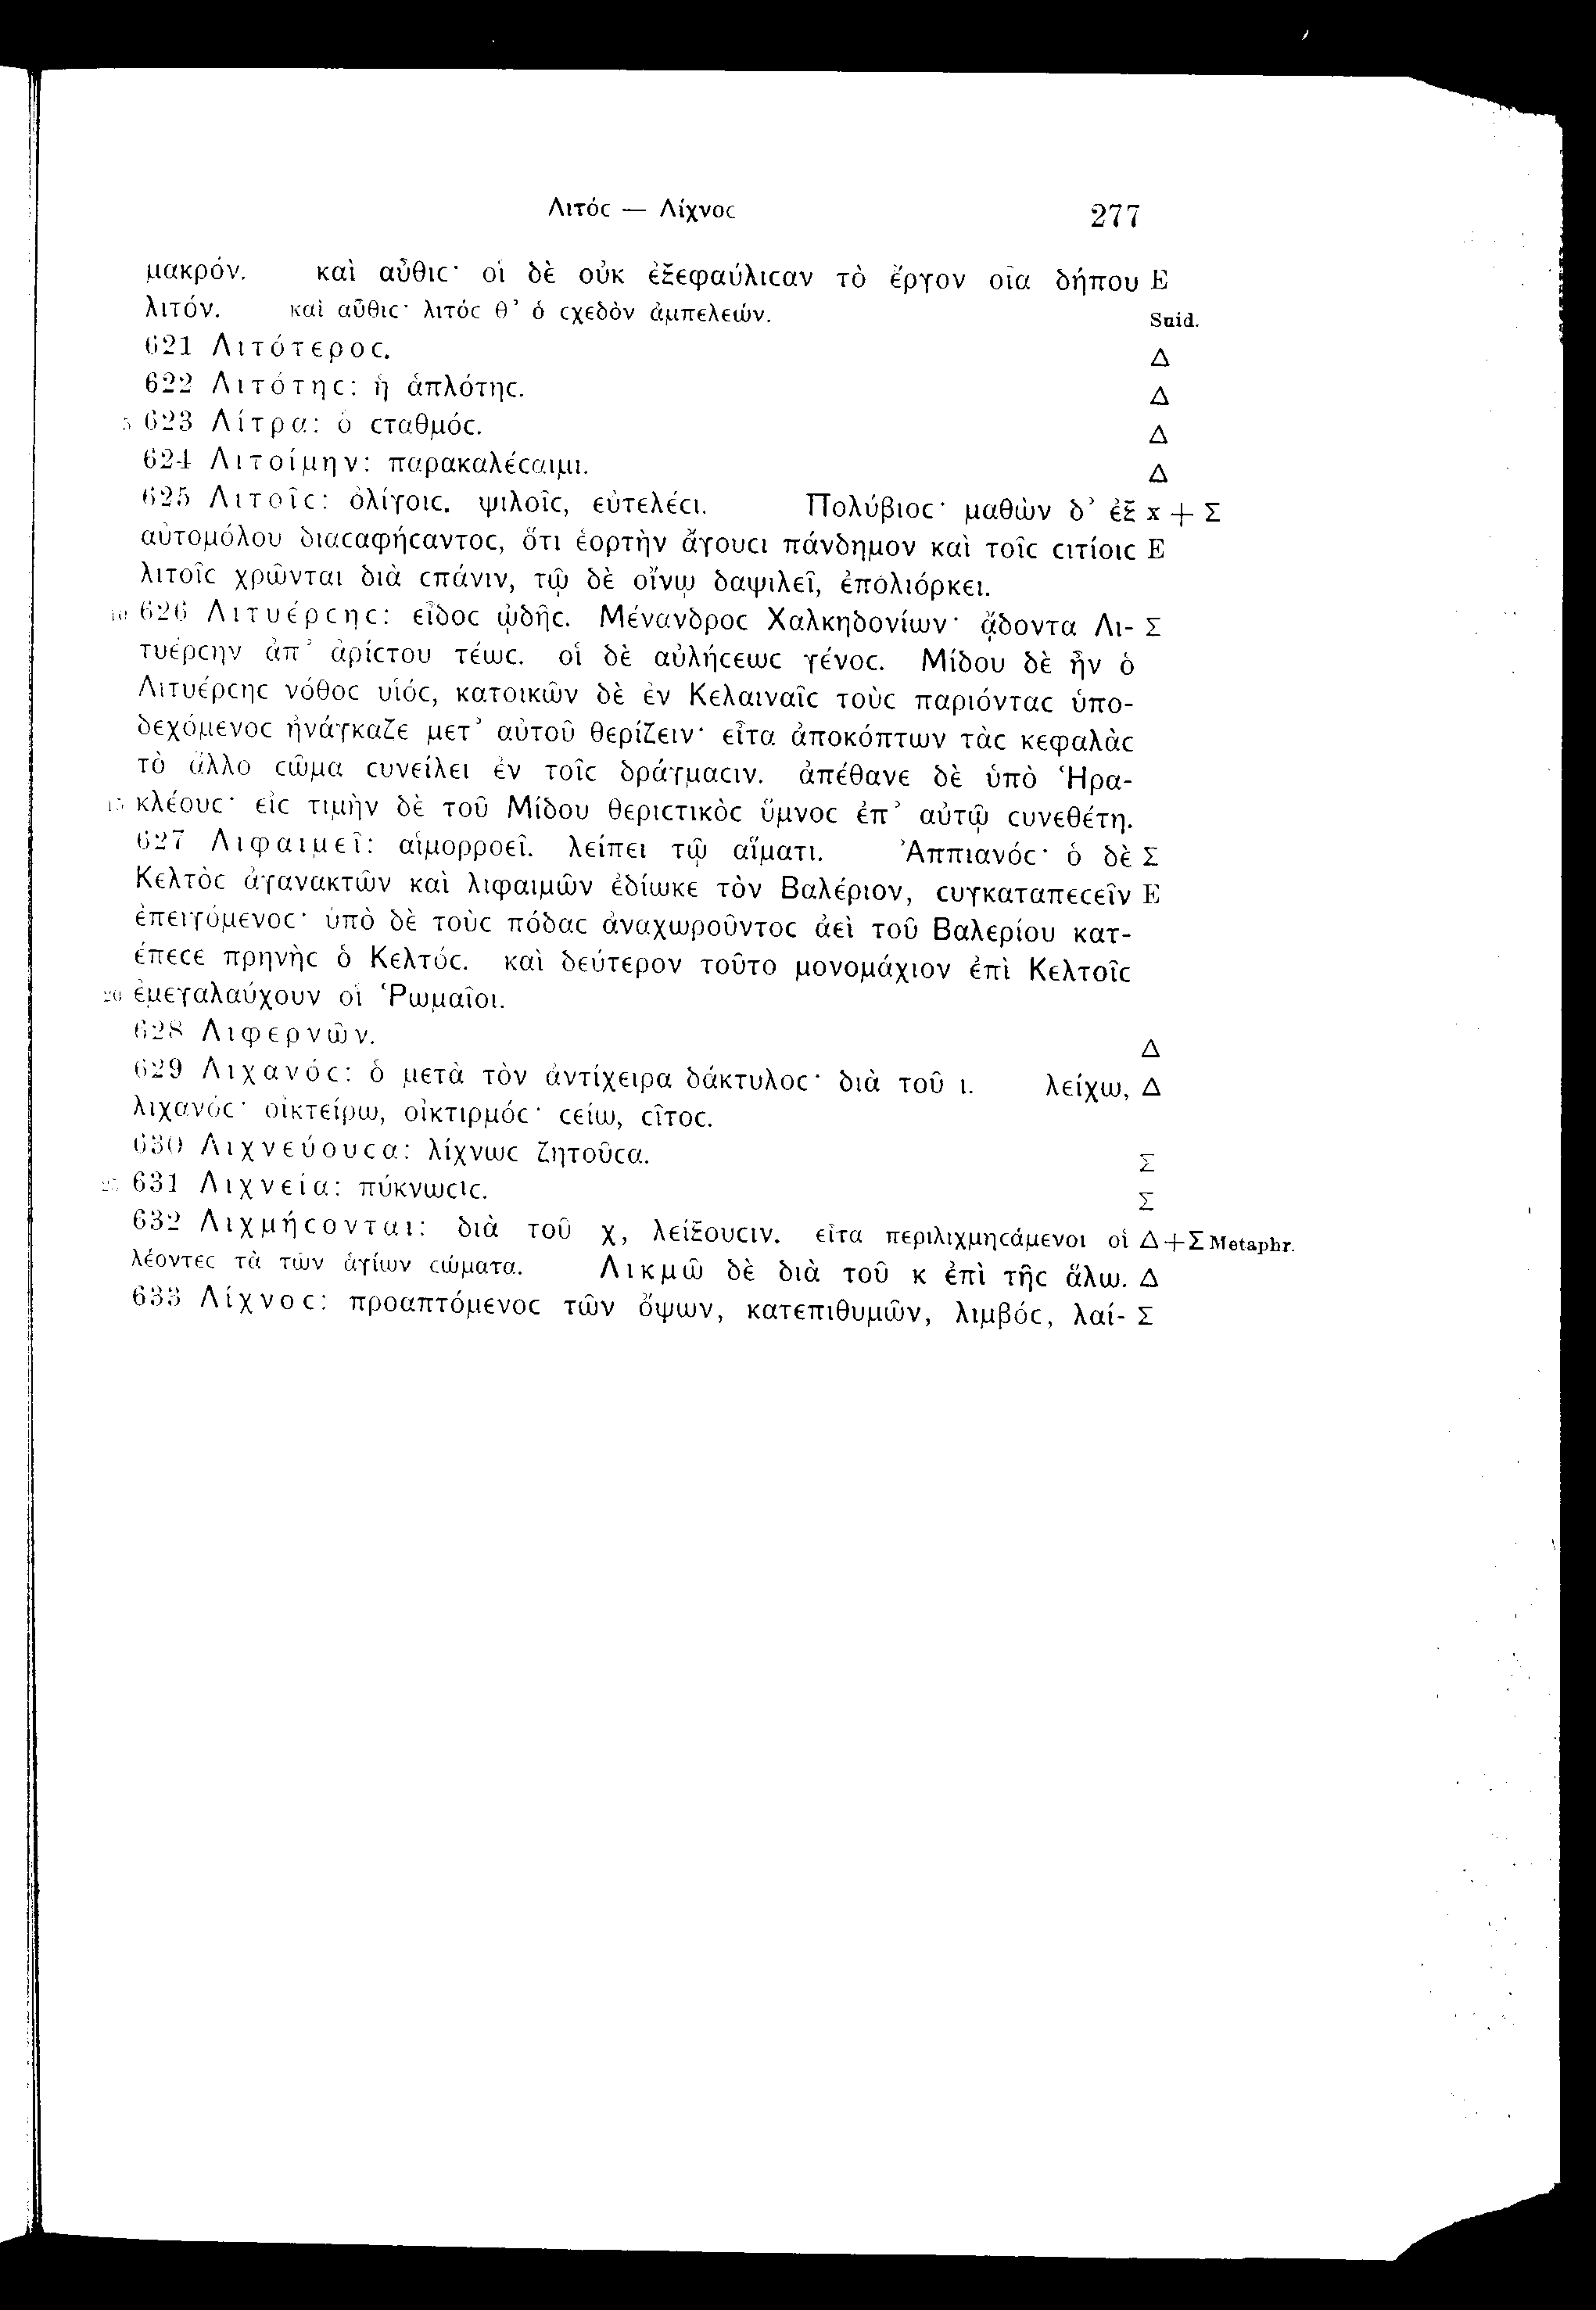 Λιτόϲ — Λίχνοϲ 277
μακρόν. καὶ αὖθιϲ· οἱ δὲ οὐκ ἐξεφαύλιϲαν τὸ ἔργον οἷα δήπου E
λιτόν. καὶ αὖθιϲ· λιτόϲ θ’ ὁ ϲχεδὸν ἀμπελεών. Suid.
621 Λιτότεροϲ. Δ
622 Λιτότηϲ: ἡ ἁπλότηϲ. Δ
5 623 Λίτρα: ὁ ϲταθμόϲ. Δ
624 Λιτοίμην: παρακαλέϲαιμι. Δ
625 Λιτοῖϲ: ὀλίγοιϲ. ψιλοῖϲ, εὐτελέϲι. Πολύβιοϲ· μαθὼν δ’ ἐξ x + Σ
αὐτομόλου διαϲαφήϲαντοϲ, ὅτι ἑορτὴν ἄγουϲι πάνδημον καὶ τοῖϲ ϲιτίοιϲ E
λιτοῖϲ χρῶνται διὰ ϲπάνιν, τῷ δὲ οἴνῳ δαψιλεῖ, ἐπολιόρκει.
10 626 Λιτυέρϲηϲ: εἶδοϲ ᾠδῆϲ. Μένανδροϲ Χαλκηδονίων· ᾄδοντα Λι- Σ
τυέρϲην ἀπ’ ἀρίϲτου τέωϲ. οἱ δὲ αὐλήϲεωϲ γένοϲ. Μίδου δὲ ἦν ὁ
Λιτυέρϲηϲ νόθοϲ υἱόϲ, κατοικῶν δὲ ἐν Κελαιναῖϲ τοὺϲ παριόνταϲ ὑπο-
δεχόμενοϲ ἠνάγκαζε μετ’ αὐτοῦ θερίζειν· εἶτα ἀποκόπτων τὰϲ κεφαλὰϲ
τὸ ἄλλο ϲῶμα ϲυνείλει ἐν τοῖϲ δράγμαϲιν. ἀπέθανε δὲ ὑπὸ Ἡρα-
15 κλέουϲ· εἰϲ τιμὴν δὲ τοῦ Μίδου θεριϲτικὸϲ ὕμνοϲ ἐπ’ αὐτῷ ϲυνεθέτη.
627 Λιφαιμεῖ: αἱμορροεῖ. λείπει τῷ αἵματι. Ἀππιανόϲ· ὁ δὲ Σ
Κελτὸϲ ἀγανακτῶν καὶ λιφαιμῶν ἐδίωκε τὸν Βαλέριον, ϲυγκαταπεϲεῖν E
ἐπειγόμενοϲ· ὑπὸ δὲ τοὺϲ πόδαϲ ἀναχωροῦντοϲ ἀεὶ τοῦ Βαλερίου κατ-
έπεϲε πρηνὴϲ ὁ Κελτόϲ. καὶ δεύτερον τοῦτο μονομάχιον ἐπὶ Κελτοῖϲ
20 ἐμεγαλαύχουν οἱ Ῥωμαῖοι.
628 Λιφερνῶν. Δ
629 Λιχανόϲ: ὁ μετὰ τὸν ἀντίχειρα δάκτυλοϲ· διὰ τοῦ ι. λείχω, Δ
λιχανόϲ· οἰκτείρω, οἰκτιρμόϲ· ϲείω, ϲῖτοϲ.
630 Λιχνεύουϲα: λίχνωϲ ζητοῦϲα. Σ
25 631 Λιχνεία: πύκνωϲιϲ. Σ
632 Λιχμήϲονται: διὰ τοῦ χ, λείξουϲιν. εἶτα περιλιχμηϲάμενοι οἱ Δ+Σ Metaphr.
λέοντεϲ τὰ τῶν ἁγίων ϲώματα. Λικμῶ δὲ διὰ τοῦ κ ἐπὶ τῆϲ ἅλω. Δ
633 Λίχνοϲ: προαπτόμενοϲ τῶν ὄψων, κατεπιθυμῶν, λιμβόϲ, λαί- Σ